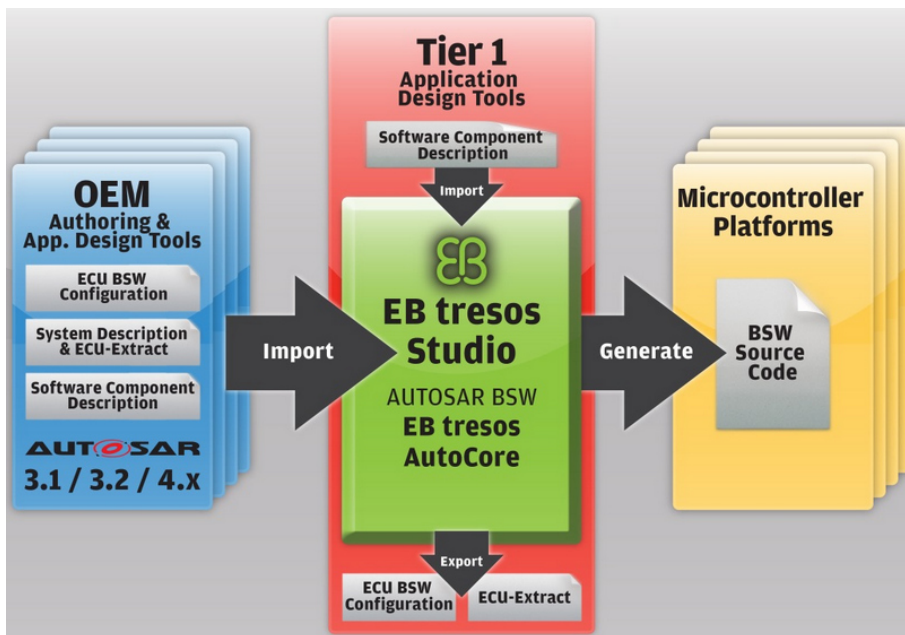 Tier 1
Application
Design Tools
Software Component
Description
Import
OEM
Authoring &
App. Design Tools
ECU BSW
Configuration
System Description
& ECU-Extract
Software Component
Description
AUTOSAR
3.1 / 3.2 / 4.x
Import
EB
EB tresos
Studio
AUTOSAR BSW
EB tresos
AutoCore
Generate
Microcontroller
Platforms
BSW
Source
Code
Export
ECU BSW
Configuration
ECU-Extract